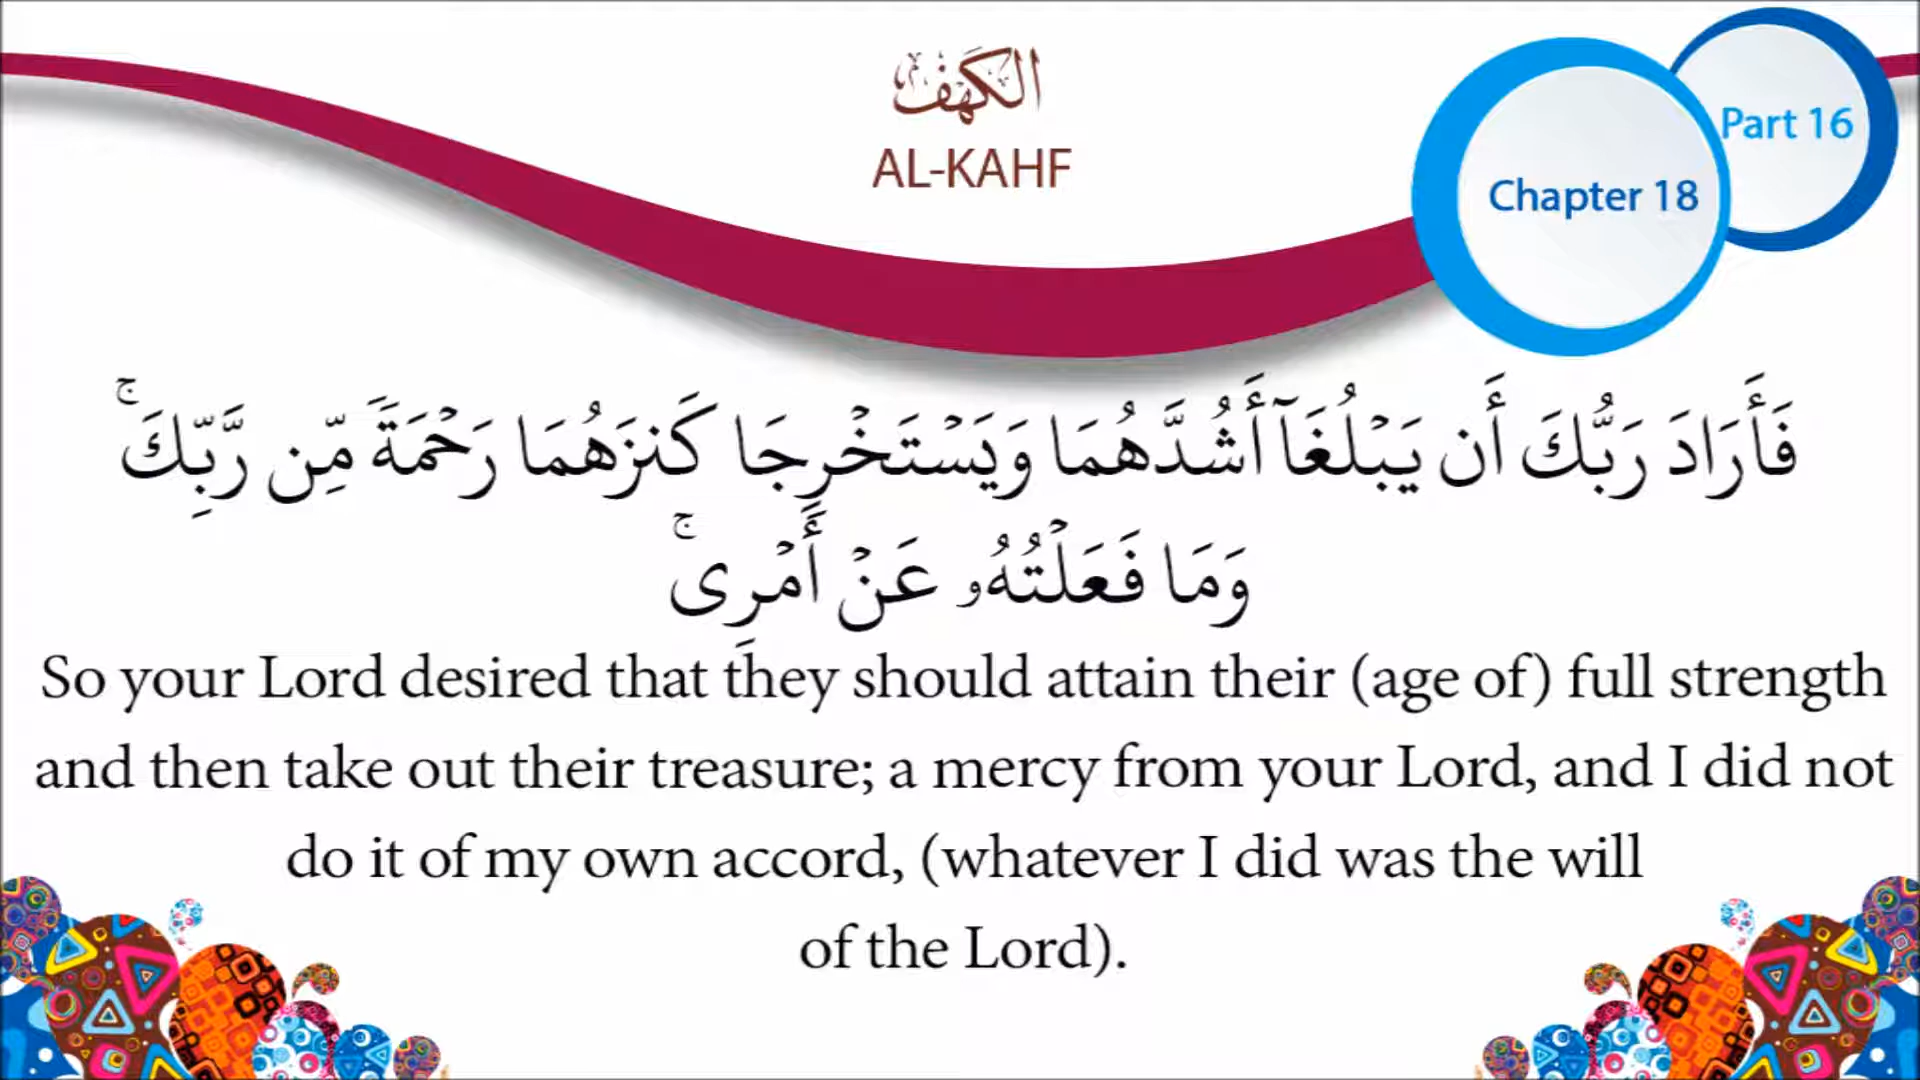 الكهف
AL-KAHF
Part 16
Chapter 18
فَأَرَادَ رَبُّكَ أَن يَبۡلُغَآ أَشُدَّهُمَا وَيَسۡتَخۡرِجَا كَنزَهُمَا رَحۡمَةٗ مِّن رَّبِّكَۚ
وَمَا فَعَلۡتُهُۥ عَنۡ أَمۡرِيۚ
So your Lord desired that they should attain their (age of) full strength
and then take out their treasure; a mercy from your Lord, and I did not
do it of my own accord, (whatever I did was the will
of the Lord).